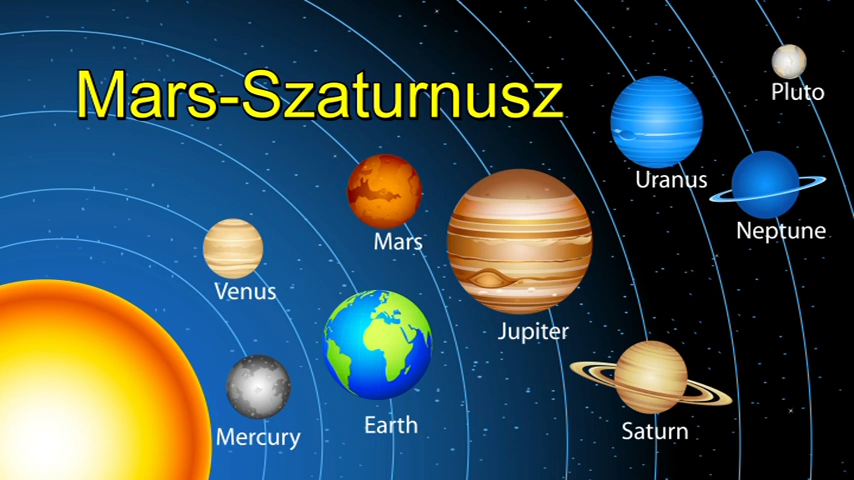 Mars-Szaturnusz
Pluto
Uranus
Neptune
Mars
Venus
Jupiter
Earth
Saturn
Mercury